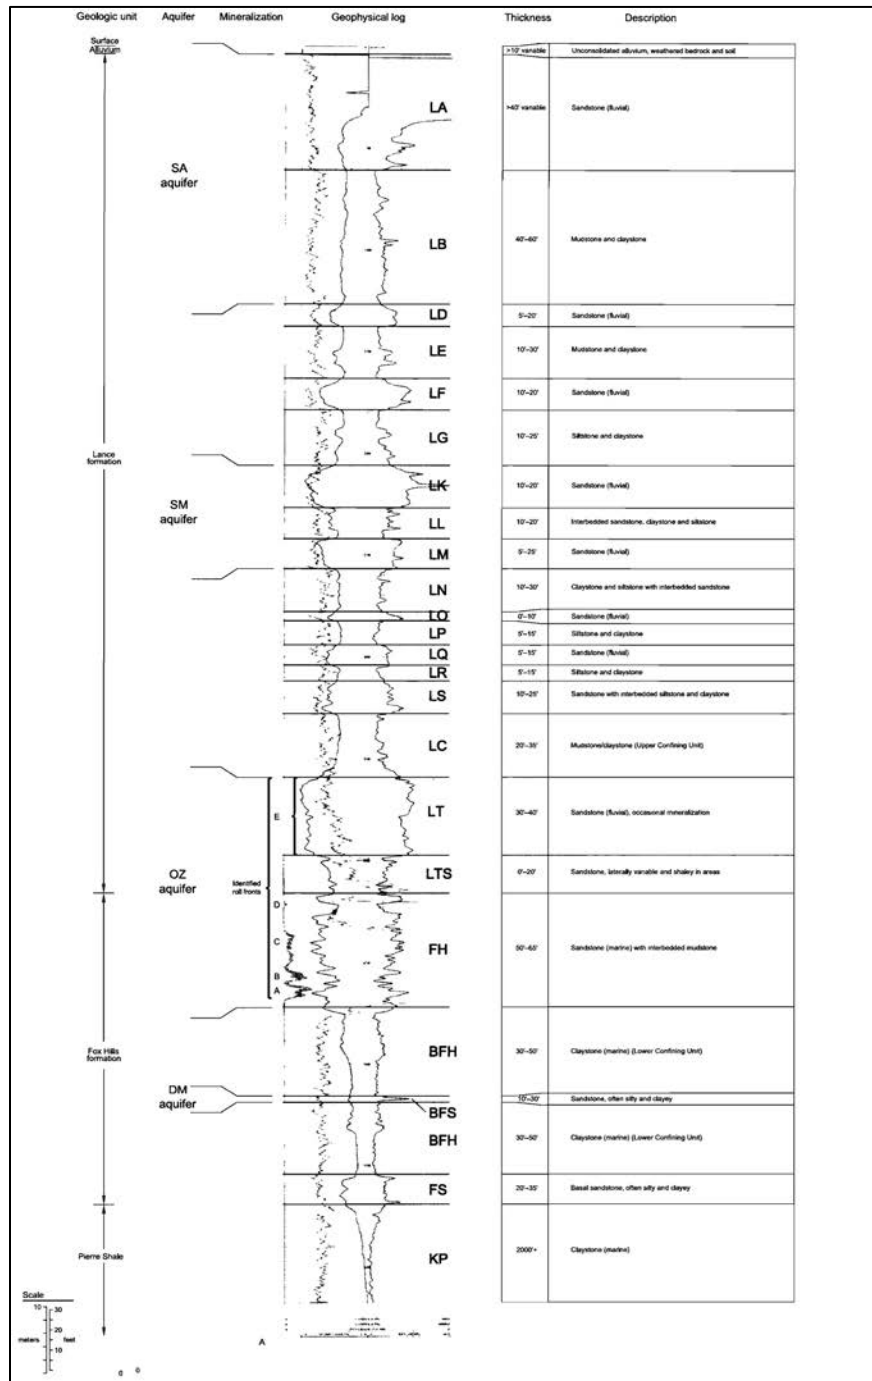 Geologic unit Aquifer Mineralization Geophysical log Thickness Description
Surface
Alluvium
>10' variable Unconsolidated alluvium, weathered bedrock and soil
LA >40' variable Sandstone (fluvial)
SA
aquifer
LB 40'–60' Mudstone and claystone
LD 5'–20' Sandstone (fluvial)
LE 10'–30' Mudstone and claystone
LF 10'–20' Sandstone (fluvial)
LG 10'–25' Siltstone and claystone
Lance
formation
LK 10'–20' Sandstone (fluvial)
SM
aquifer
LL 10'–20' Interbedded sandstone, claystone and siltstone
LM 5'–25' Sandstone (fluvial)
LN 10'–30' Claystone and siltstone with interbedded sandstone
LO 0'–10' Sandstone (fluvial)
LP 5'–15' Siltstone and claystone
LQ 5'–15' Sandstone (fluvial)
LR 5'–15' Siltstone and claystone
LS 10'–25' Sandstone with interbedded siltstone and claystone
LC 20'–35' Mudstone/claystone (Upper Confining Unit)
E LT 30'–40' Sandstone (fluvial), occasional mineralization
OZ
aquifer
Identified
roll fronts
LTS 0'–20' Sandstone, laterally variable and shaley in areas
D
C
B
A
FH 50'–65' Sandstone (marine) with interbedded mudstone
Fox Hills
formation
BFH 30'–50' Claystone (marine) (Lower Confining Unit)
DM
aquifer
BFS 10'–30' Sandstone, often silty and clayey
BFH 30'–50' Claystone (marine) (Lower Confining Unit)
FS 20'–35' Basal sandstone, often silty and clayey
Pierre Shale
KP 2000'+ Claystone (marine)
Scale
10 30
20
meters feet
10
0 0
A